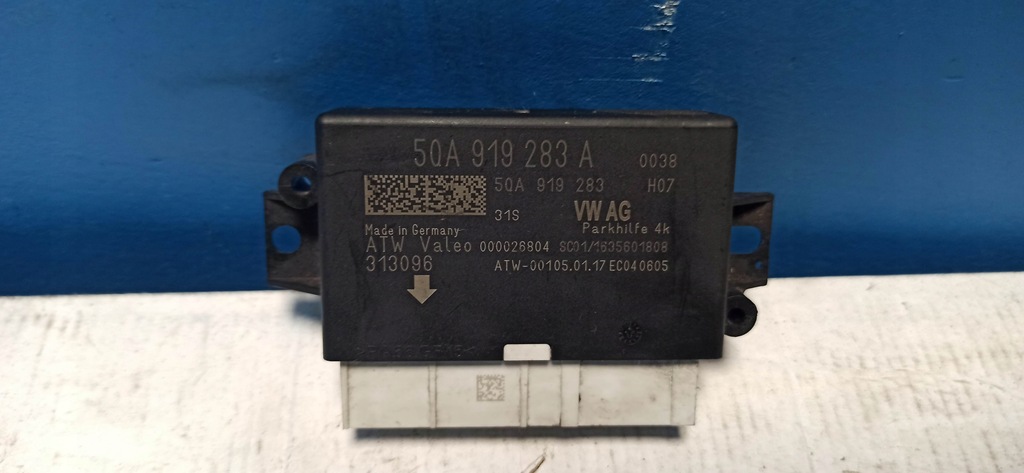 5QA 919 283 A 0038
5QA 919 283 H07
31S VW AG
Made in Germany Parkhilfe 4k
ATW Valeo 000026804 SC01/1635601808
313096 ATW-00105.01.17 EC040605